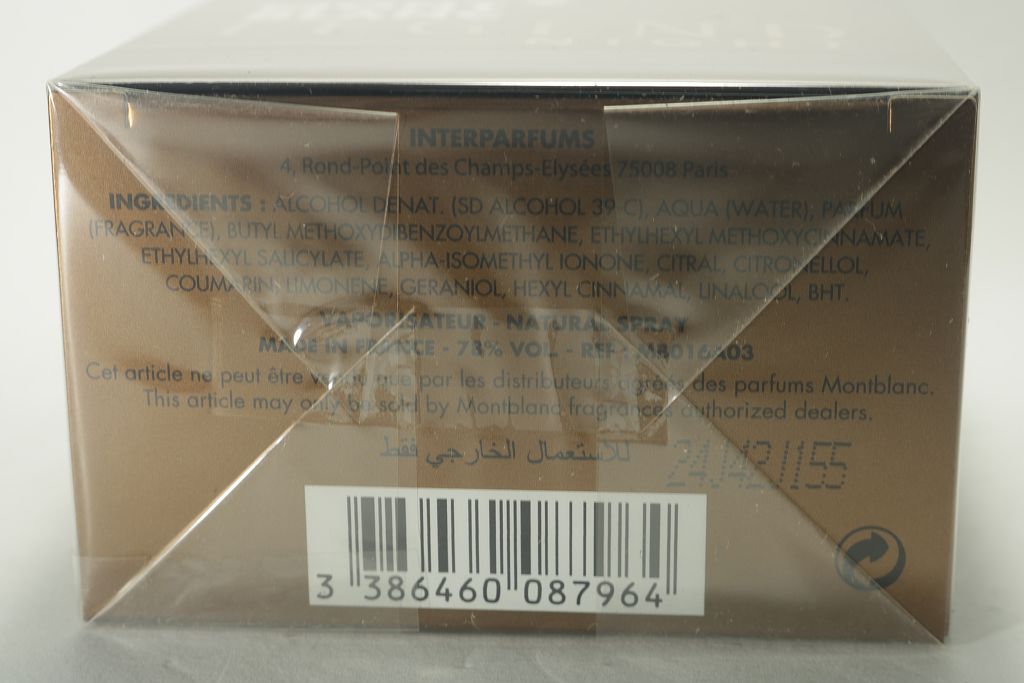 INTERPARFUMS
4, Rond-Point des Champs-Elysées 75008 Paris
INGREDIENTS : ALCOHOL DENAT. (SD ALCOHOL 39-C), AQUA (WATER), PARFUM
(FRAGRANCE), BUTYL METHOXYDIBENZOYLMETHANE, ETHYLHEXYL METHOXYCINNAMATE,
ETHYLHEXYL SALICYLATE, ALPHA-ISOMETHYL IONONE, CITRAL, CITRONELLOL,
COUMARIN, LIMONENE, GERANIOL, HEXYL CINNAMAL, LINALOOL, BHT.
VAPORISATEUR - NATURAL SPRAY
MADE IN FRANCE - 78% VOL. - REF : MB016A03
Cet article ne peut être vendu que par les distributeurs agréés des parfums Montblanc.
This article may only be sold by Montblanc fragrances authorized dealers.
للاستعمال الخارجي فقط
3 386460 087964